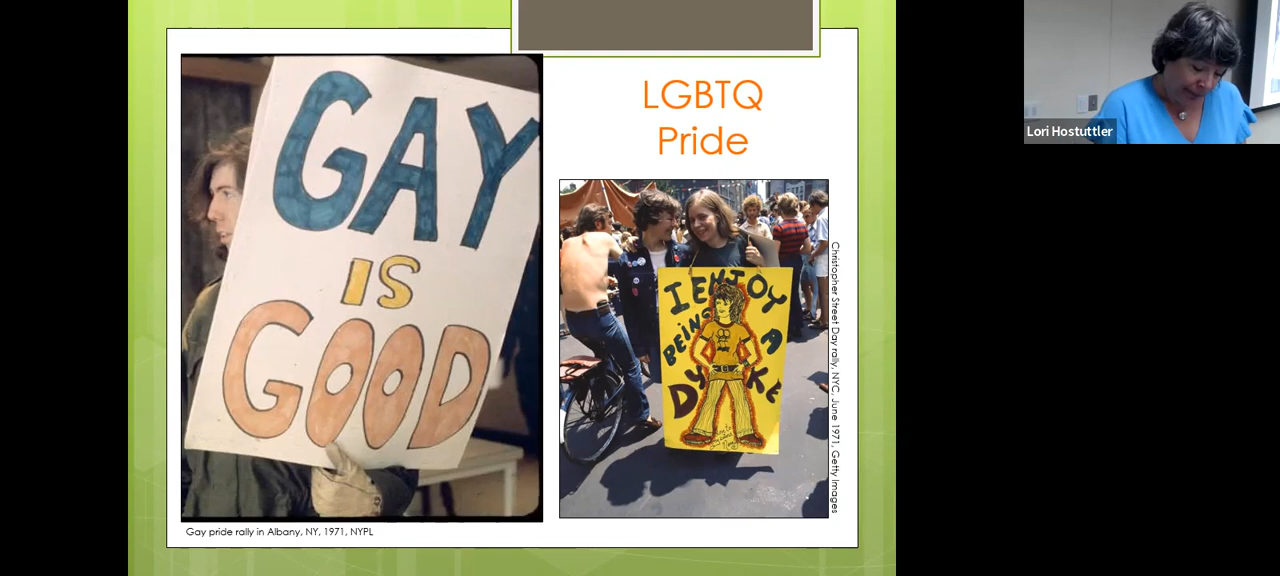 LGBTQ
Pride
GAY
IS
GOOD
I ENJOY
BEING A
DYKE
Christopher Street Day rally, NYC, June 1971, Getty Images
Gay pride rally in Albany, NY, 1971, NYPL
Lori Hostuttler